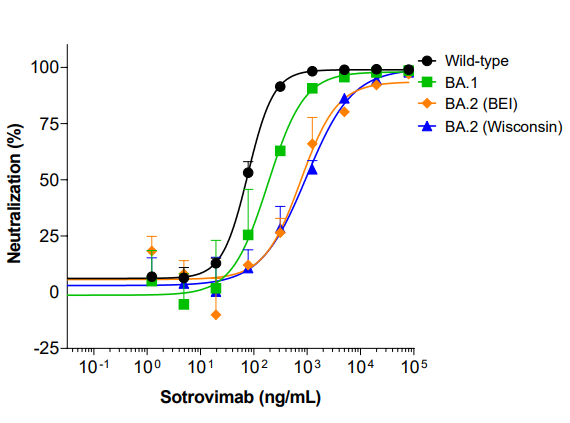 100
75
50
25
0
-25
Neutralization (%)
10-1 100 101 102 103 104 105
Sotrovimab (ng/mL)
Wild-type
BA.1
BA.2 (BEI)
BA.2 (Wisconsin)